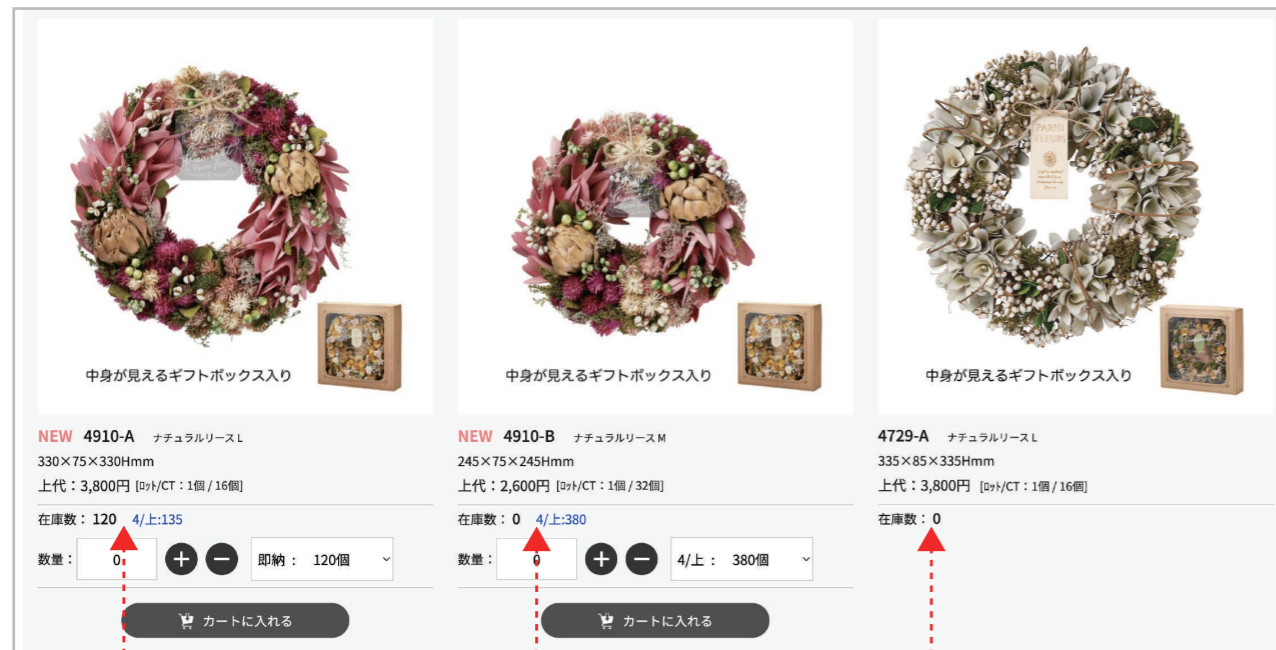 PARNI
FLEURS
中身が見えるギフトボックス入り
中身が見えるギフトボックス入り
中身が見えるギフトボックス入り
NEW 4910-A ナチュラルリース L
330×75×330Hmm
上代：3,800円 [ﾛｯﾄ/CT：1個 / 16個]
在庫数： 120 4/上:135
数量： 0 即納 ： 120個
カートに入れる
NEW 4910-B ナチュラルリース M
245×75×245Hmm
上代：2,600円 [ﾛｯﾄ/CT：1個 / 32個]
在庫数： 0 4/上:380
数量： 0 4/上 ： 380個
カートに入れる
4729-A ナチュラルリース L
335×85×335Hmm
上代：3,800円 [ﾛｯﾄ/CT：1個 / 16個]
在庫数： 0